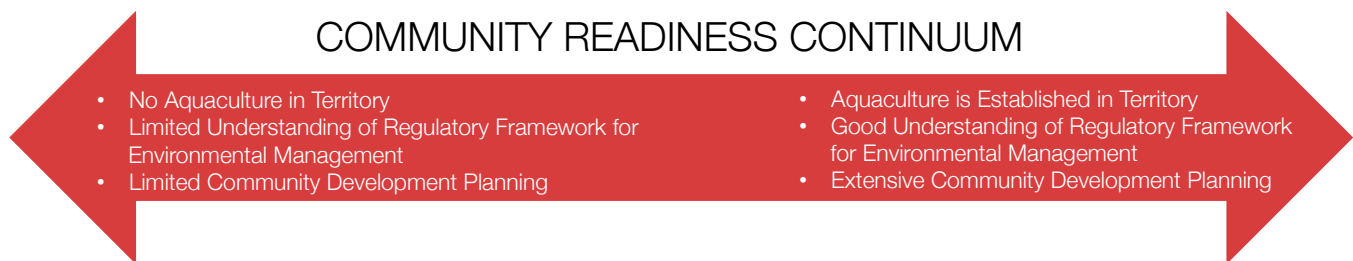 COMMUNITY READINESS CONTINUUM
• No Aquaculture in Territory
• Limited Understanding of Regulatory Framework for
Environmental Management
• Limited Community Development Planning
• Aquaculture is Established in Territory
• Good Understanding of Regulatory Framework
for Environmental Management
• Extensive Community Development Planning